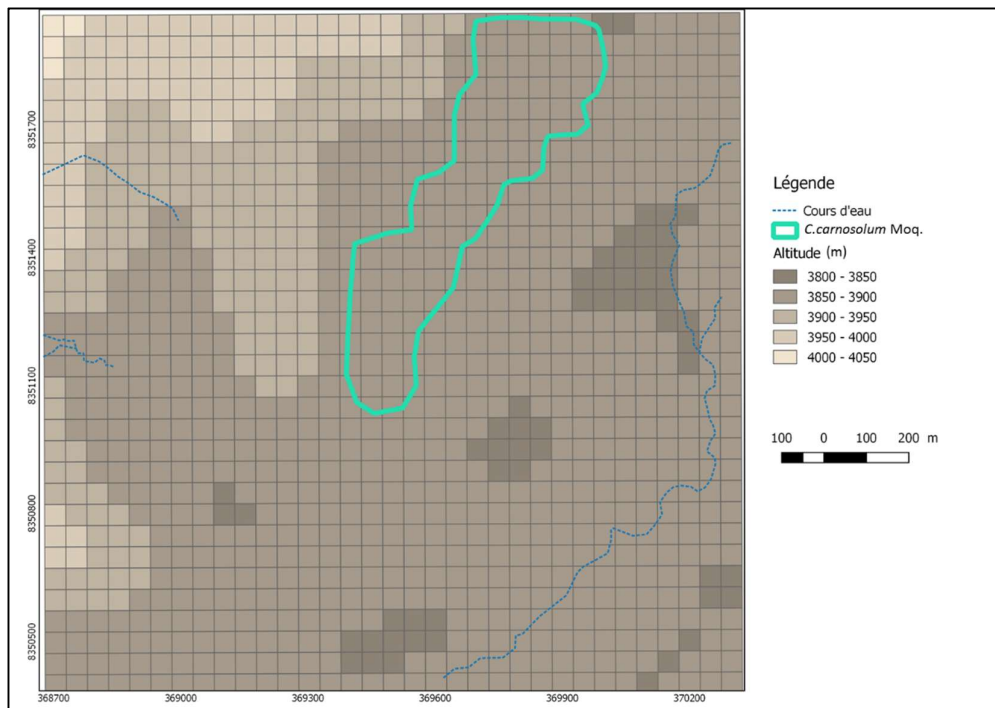 8351700
8351400
8351100
8350800
8350500
368700 369000 369300 369600 369900 370200
Légende
Cours d'eau
C.carnosolum Moq.
Altitude (m)
3800 - 3850
3850 - 3900
3900 - 3950
3950 - 4000
4000 - 4050
100 0 100 200 m